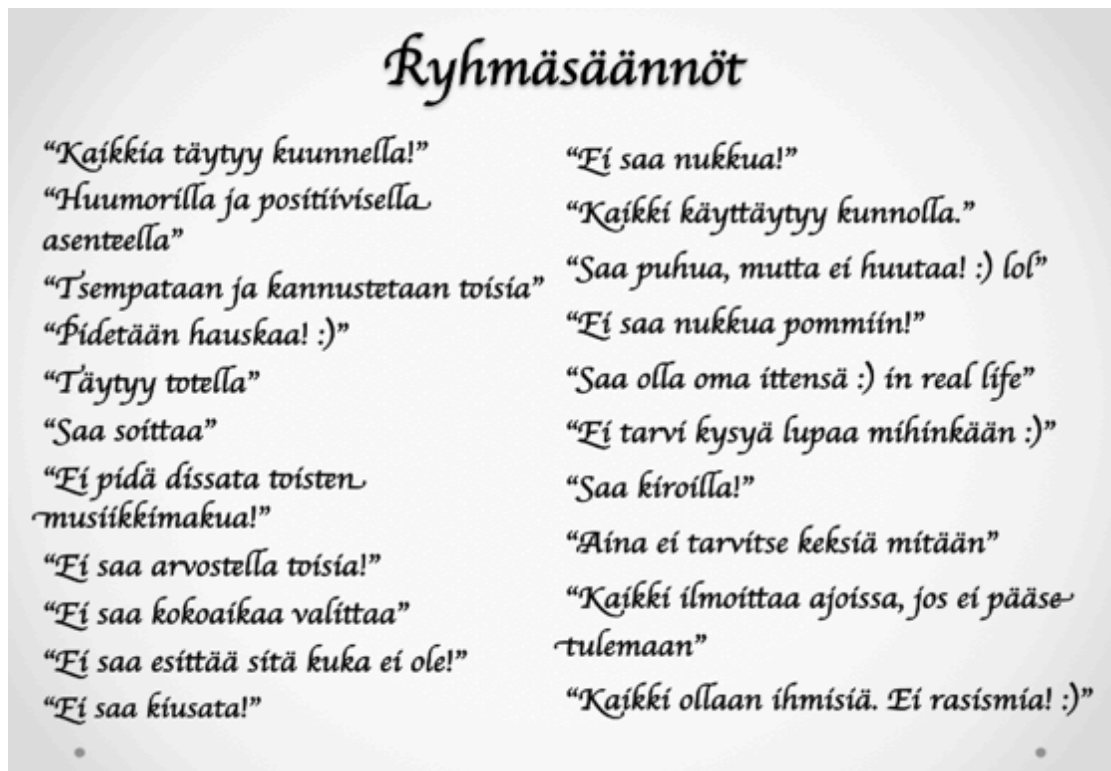 Ryhmäsäännöt
“Kaikkia täytyy kuunnella!”
“Huumorilla ja positiivisella
asenteella”
“Tsempataan ja kannustetaan toisia”
“Pidetään hauskaa! :)”
“Täytyy totella”
“Saa soittaa”
“Ei pidä dissata toisten
musiikkimakua!”
“Ei saa arvostella toisia!”
“Ei saa kokoaikaa valittaa”
“Ei saa esittää sitä kuka ei ole!”
“Ei saa kiusata!”
“Ei saa nukkua!”
“Kaikki käyttäytyy kunnolla.”
“Saa puhua, mutta ei huutaa! :) lol”
“Ei saa nukkua pommiin!”
“Saa olla oma ittensä :) in real life”
“Ei tarvi kysyä lupaa mihinkään :)”
“Saa kiroilla!”
“Aina ei tarvitse keksiä mitään”
“Kaikki ilmoittaa ajoissa, jos ei pääse
tulemaan”
“Kaikki ollaan ihmisiä. Ei rasismia! :)”